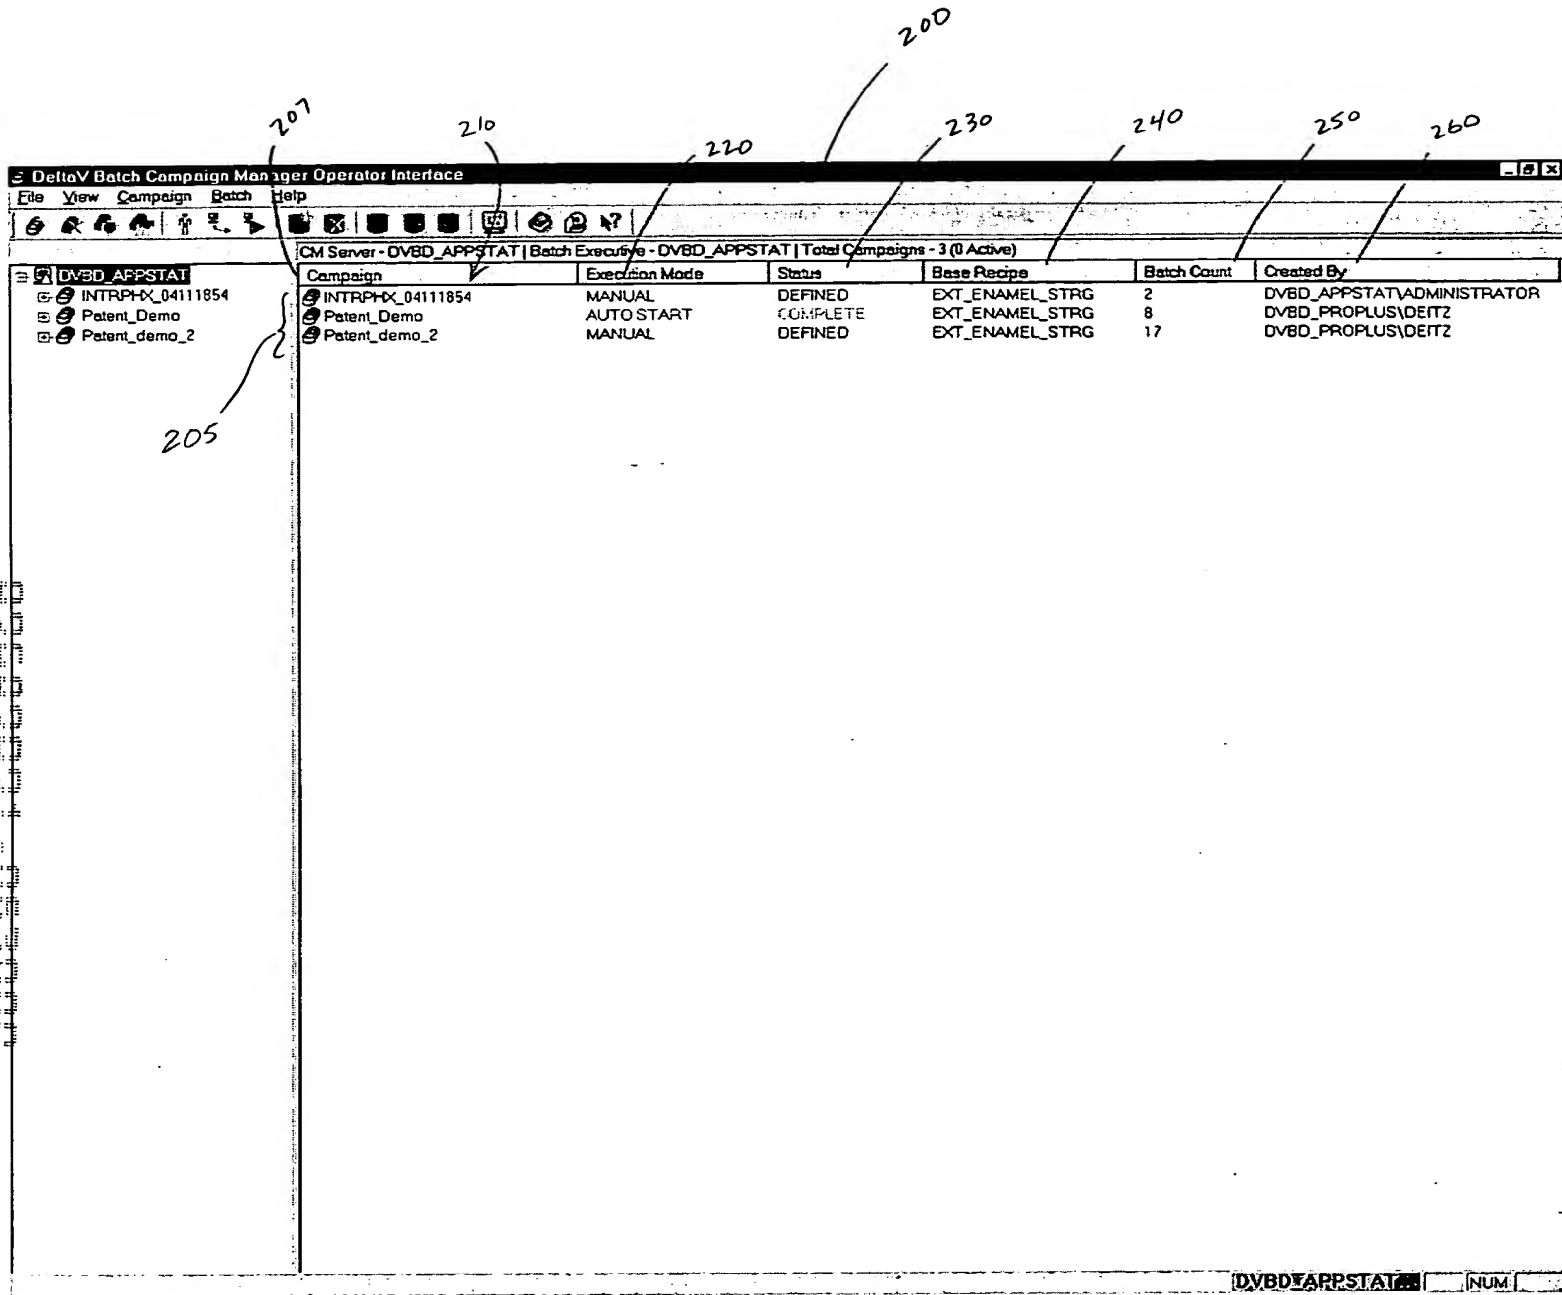 200
207 210 220 230 240 250 260
DeltaV Batch Campaign Manager Operator Interface
File View Campaign Batch Help
CM Server - DVBD_APPSTAT | Batch Executive - DVBD_APPSTAT | Total Campaigns - 3 (0 Active)
DVBD_APPSTAT
INTRPHX_04111854
Patent_Demo
Patent_demo_2
Campaign Execution Mode Status Base Recipe Batch Count Created By
INTRPHX_04111854 MANUAL DEFINED EXT_ENAMEL_STRG 2 DVBD_APPSTAT\ADMINISTRATOR
Patent_Demo AUTO START COMPLETE EXT_ENAMEL_STRG 8 DVBD_PROPLUS\DEITZ
Patent_demo_2 MANUAL DEFINED EXT_ENAMEL_STRG 17 DVBD_PROPLUS\DEITZ
205
DVBD_APPSTAT NUM